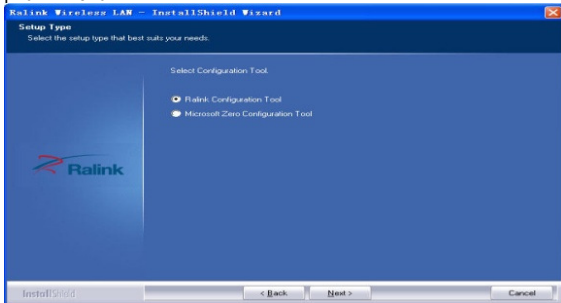 Ralink Wireless LAN - InstallShield Wizard
Setup Type
Select the setup type that best suits your needs.
Select Configuration Tool.
Ralink Configuration Tool
Microsoft Zero Configuration Tool
Ralink
InstallShield
< Back
Next >
Cancel